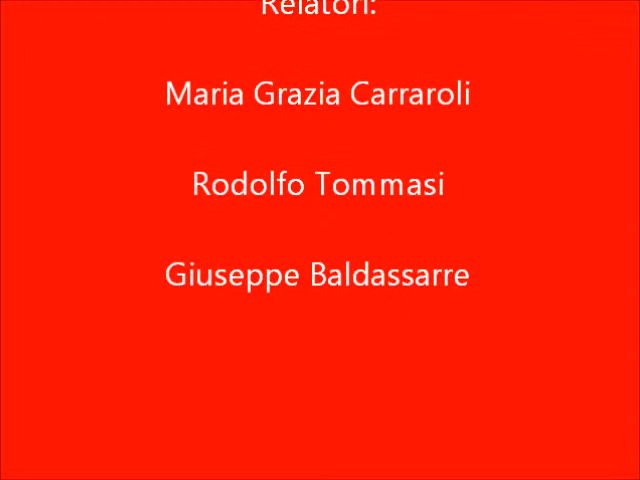 Relatori:
Maria Grazia Carraroli
Rodolfo Tommasi
Giuseppe Baldassarre